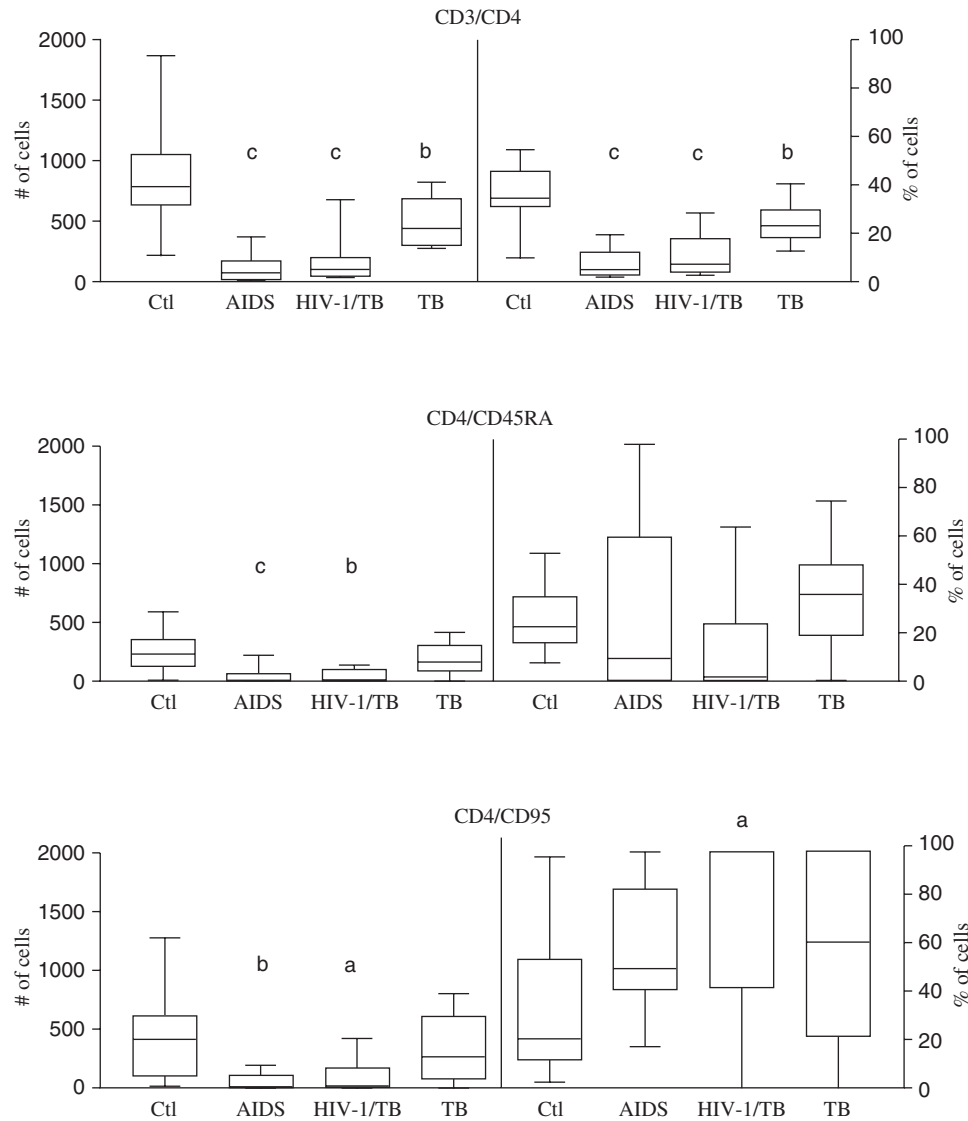 CD3/CD4
2000 100
1500 80
1000 60
500 40
0 20
0
# of cells
% of cells
c c b c c b
Ctl AIDS HIV-1/TB TB Ctl AIDS HIV-1/TB TB
CD4/CD45RA
2000 100
1500 80
1000 60
500 40
0 20
0
# of cells
% of cells
c b
Ctl AIDS HIV-1/TB TB Ctl AIDS HIV-1/TB TB
CD4/CD95
a
2000 100
1500 80
1000 60
500 40
0 20
0
# of cells
% of cells
b a
Ctl AIDS HIV-1/TB TB Ctl AIDS HIV-1/TB TB